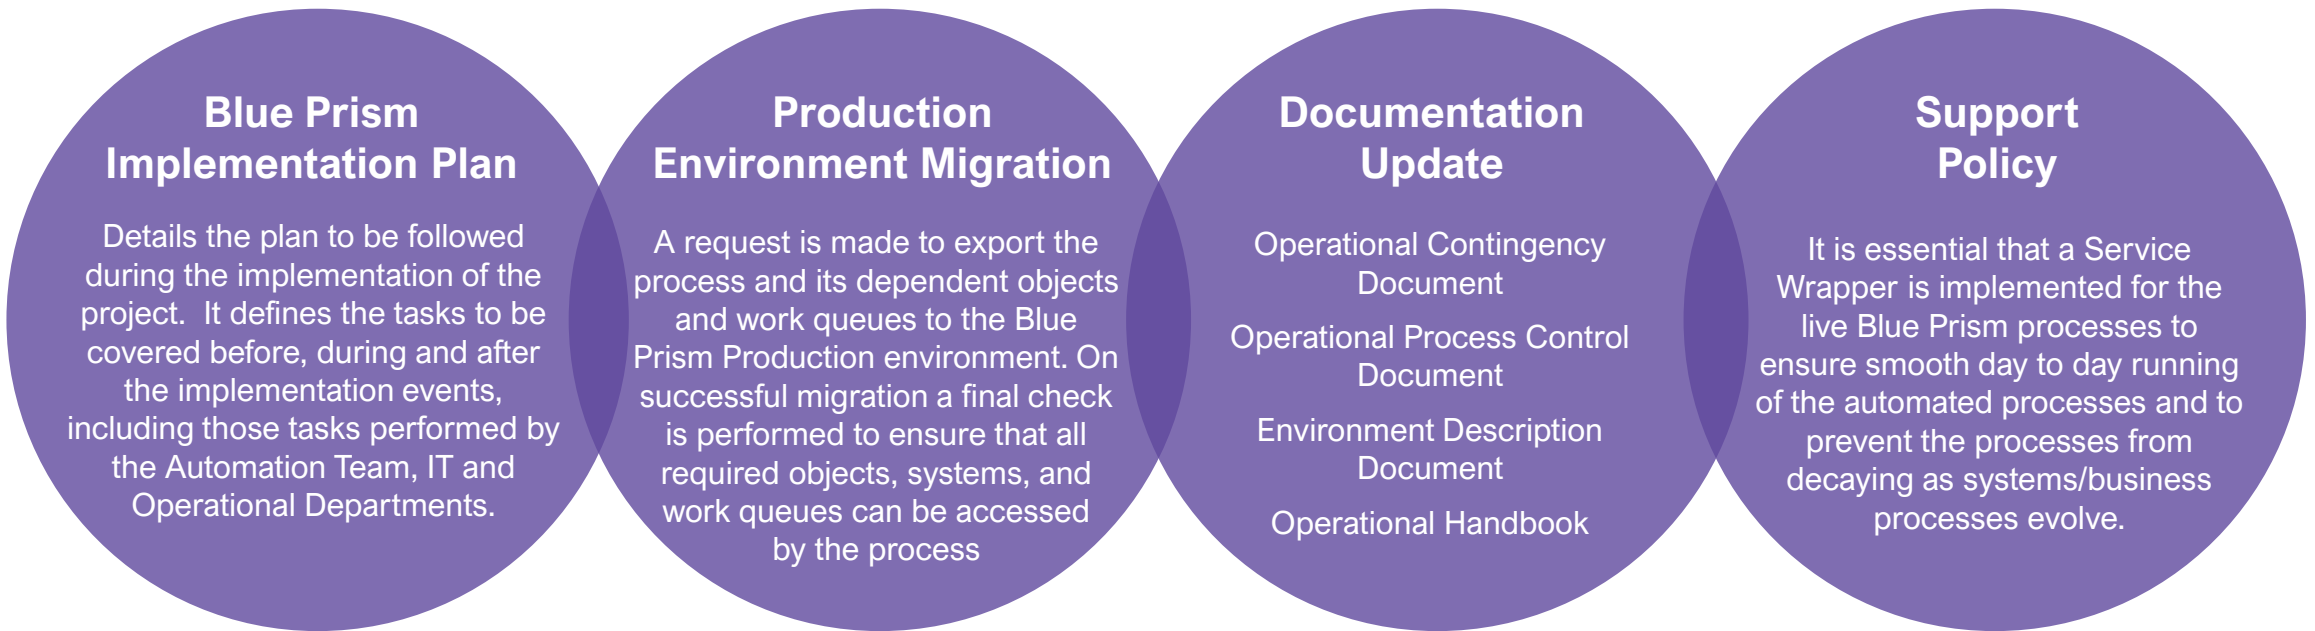 Blue Prism
Implementation Plan
Details the plan to be followed
during the implementation of the
project.  It defines the tasks to be
covered before, during and after
the implementation events,
including those tasks performed by
the Automation Team, IT and
Operational Departments.
Production
Environment Migration
A request is made to export the
process and its dependent objects
and work queues to the Blue
Prism Production environment. On
successful migration a final check
is performed to ensure that all
required objects, systems, and
work queues can be accessed
by the process
Documentation
Update
Operational Contingency
Document
Operational Process Control
Document
Environment Description
Document
Operational Handbook
Support
Policy
It is essential that a Service
Wrapper is implemented for the
live Blue Prism processes to
ensure smooth day to day running
of the automated processes and to
prevent the processes from
decaying as systems/business
processes evolve.